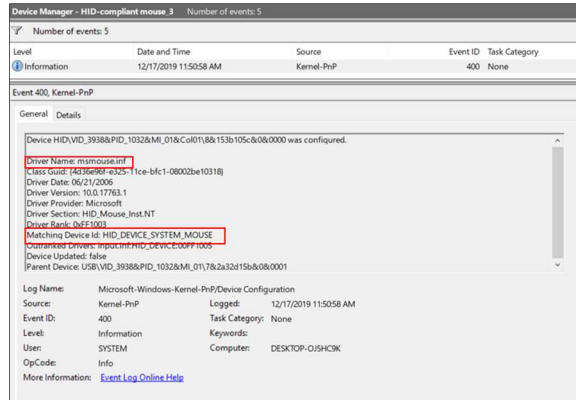 Device Manager - HID-compliant mouse_3 Number of events: 5
Number of events: 5
Level Date and Time Source Event ID Task Category
Information 12/17/2019 11:50:58 AM Kernel-PnP 400 None
Event 400, Kernel-PnP
General Details
Device HID\VID_3938&PID_1032&MI_01&Col01\8&153b105c&0&0000 was configured.
Driver Name: msmouse.inf
Class Guid: {4d36e96f-e325-11ce-bfc1-08002be10318}
Driver Date: 06/21/2006
Driver Version: 10.0.17763.1
Driver Provider: Microsoft
Driver Section: HID_Mouse_Inst.NT
Driver Rank: 0xFF1003
Matching Device Id: HID_DEVICE_SYSTEM_MOUSE
Outranked Drivers: input.inf:HID_DEVICE:00FF1005
Device Updated: false
Parent Device: USB\VID_3938&PID_1032&MI_01\7&2a32d15b&0&0001
Log Name: Microsoft-Windows-Kernel-PnP/Device Configuration
Source: Kernel-PnP Logged: 12/17/2019 11:50:58 AM
Event ID: 400 Task Category: None
Level: Information Keywords:
User: SYSTEM Computer: DESKTOP-OJ5HC9K
OpCode: Info
More Information: Event Log Online Help